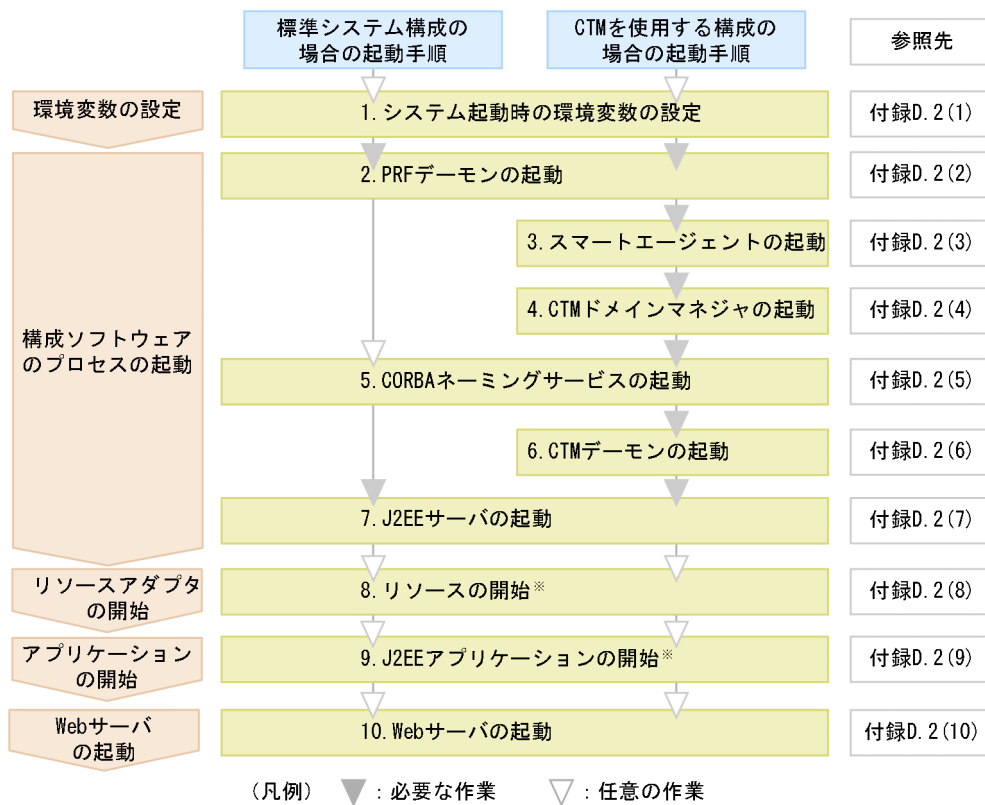 標準システム構成の
場合の起動手順
CTMを使用する構成の
場合の起動手順
参照先
環境変数の設定
1.システム起動時の環境変数の設定
付録D.2(1)
2.PRFデーモンの起動
付録D.2(2)
3.スマートエージェントの起動
付録D.2(3)
4.CTMドメインマネジャの起動
付録D.2(4)
構成ソフトウェア
のプロセスの起動
5.CORBAネーミングサービスの起動
付録D.2(5)
6.CTMデーモンの起動
付録D.2(6)
7.J2EEサーバの起動
付録D.2(7)
リソースアダプタ
の開始
8.リソースの開始※
付録D.2(8)
アプリケーション
の開始
9.J2EEアプリケーションの開始※
付録D.2(9)
Webサーバ
の起動
10.Webサーバの起動
付録D.2(10)
(凡例) ▼:必要な作業 ▽:任意の作業